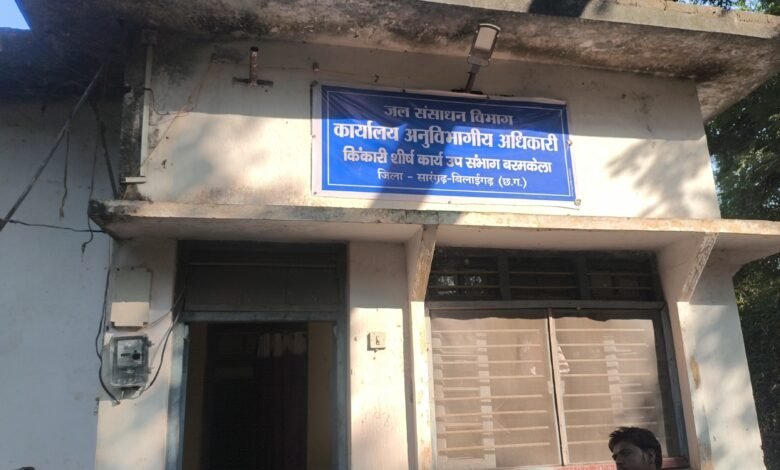 जल संसाधन विभाग
कार्यालय अनुविभागीय अधिकारी
किंकारी शीर्ष कार्य उप संभाग बरमकेला
जिला - सारंगढ़-बिलाईगढ़ (छ.ग.)